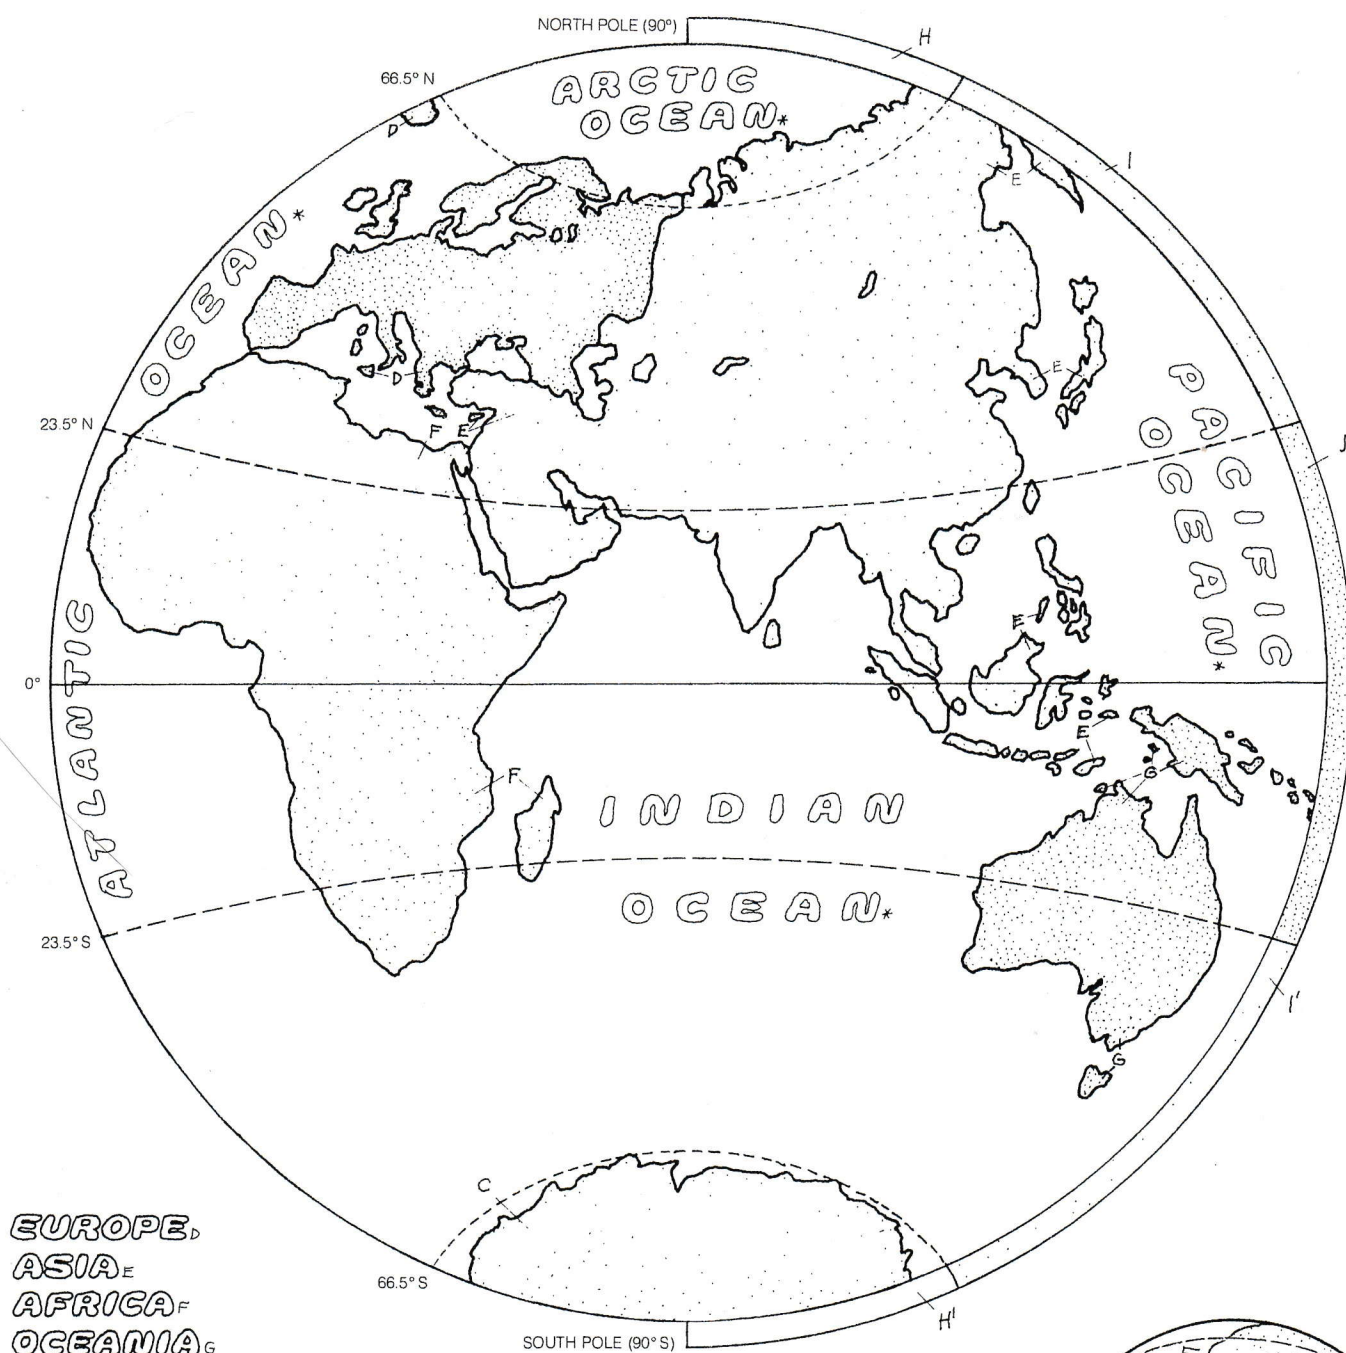 NORTH POLE (90°)
H
66.5° N
ARCTIC
OCEAN*
D
I
E
OCEAN*
E
D
PACIFIC
OCEAN*
23.5° N
F E
J
E
ATLANTIC
0°
E
F
G
INDIAN
OCEAN*
23.5° S
I'
G
C
EUROPE D
ASIA E
AFRICA F
OCEANIA G
66.5° S
H'
SOUTH POLE (90° S)